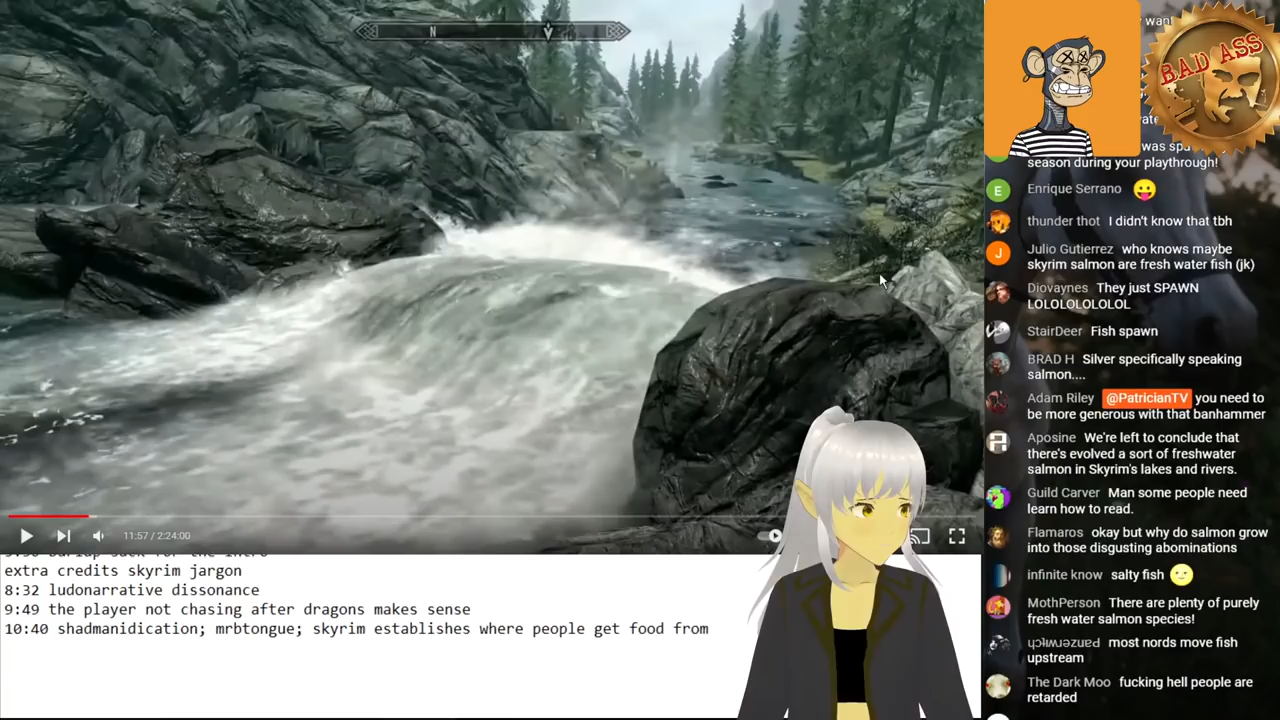 N
want
BAD ASS
was
season during your playthrough!
Enrique Serrano
E
thunder thot I didn't know that tbh
Julio Gutierrez who knows maybe
J
skyrim salmon are fresh water fish (jk)
Diovaynes They just SPAWN
LOLOLOLOLOL
StairDeer Fish spawn
BRAD H Silver specifically speaking
salmon....
Adam Riley @PatricianTV you need to
be more generous with that banhammer
Aposine We're left to conclude that
there's evolved a sort of freshwater
salmon in Skyrim's lakes and rivers.
Guild Carver Man some people need
learn how to read.
Flamaros okay but why do salmon grow
into those disgusting abominations
infinite know salty fish
MothPerson There are plenty of purely
fresh water salmon species!
most nords move fish
upstream
The Dark Moo fucking hell people are
retarded
11:57 / 2:24:00
extra credits skyrim jargon
8:32 ludonarrative dissonance
9:49 the player not chasing after dragons makes sense
10:40 shadmanidication; mrbtongue; skyrim establishes where people get food from